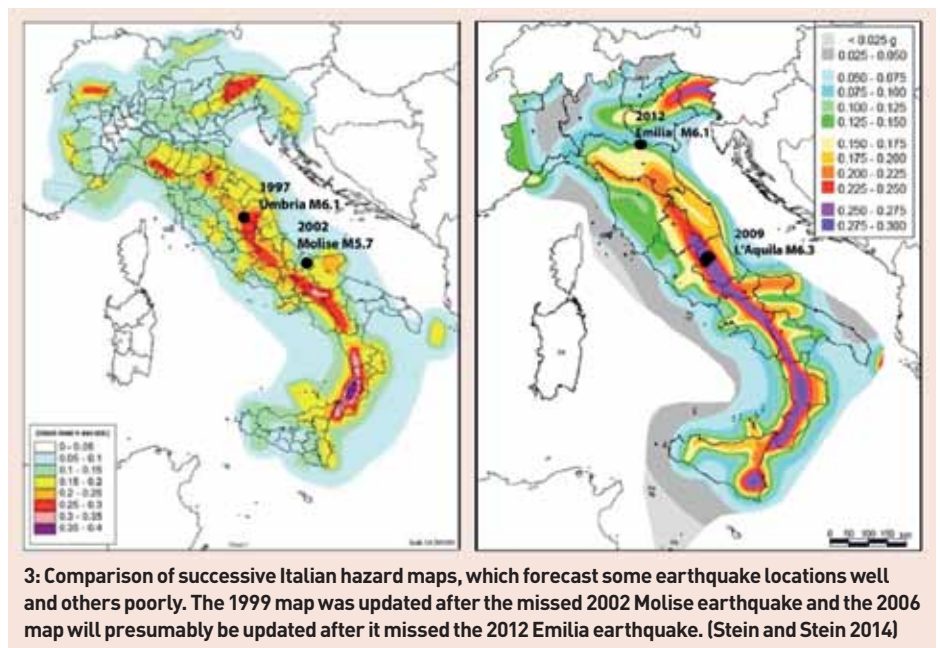 1997
Umbria M6.1
2002
Molise M5.7
0 - 0.05
0.05 - 0.1
0.1 - 0.15
0.15 - 0.2
0.2 - 0.25
0.25 - 0.3
0.3 - 0.35
0.35 - 0.4
2012
Emilia M6.1
2009
L'Aquila M6.3
< 0.025 g
0.025 - 0.050
0.050 - 0.075
0.075 - 0.100
0.100 - 0.125
0.125 - 0.150
0.150 - 0.175
0.175 - 0.200
0.200 - 0.225
0.225 - 0.250
0.250 - 0.275
0.275 - 0.300
0 50 100 150
3: Comparison of successive Italian hazard maps, which forecast some earthquake locations well
and others poorly. The 1999 map was updated after the missed 2002 Molise earthquake and the 2006
map will presumably be updated after it missed the 2012 Emilia earthquake. (Stein and Stein 2014)